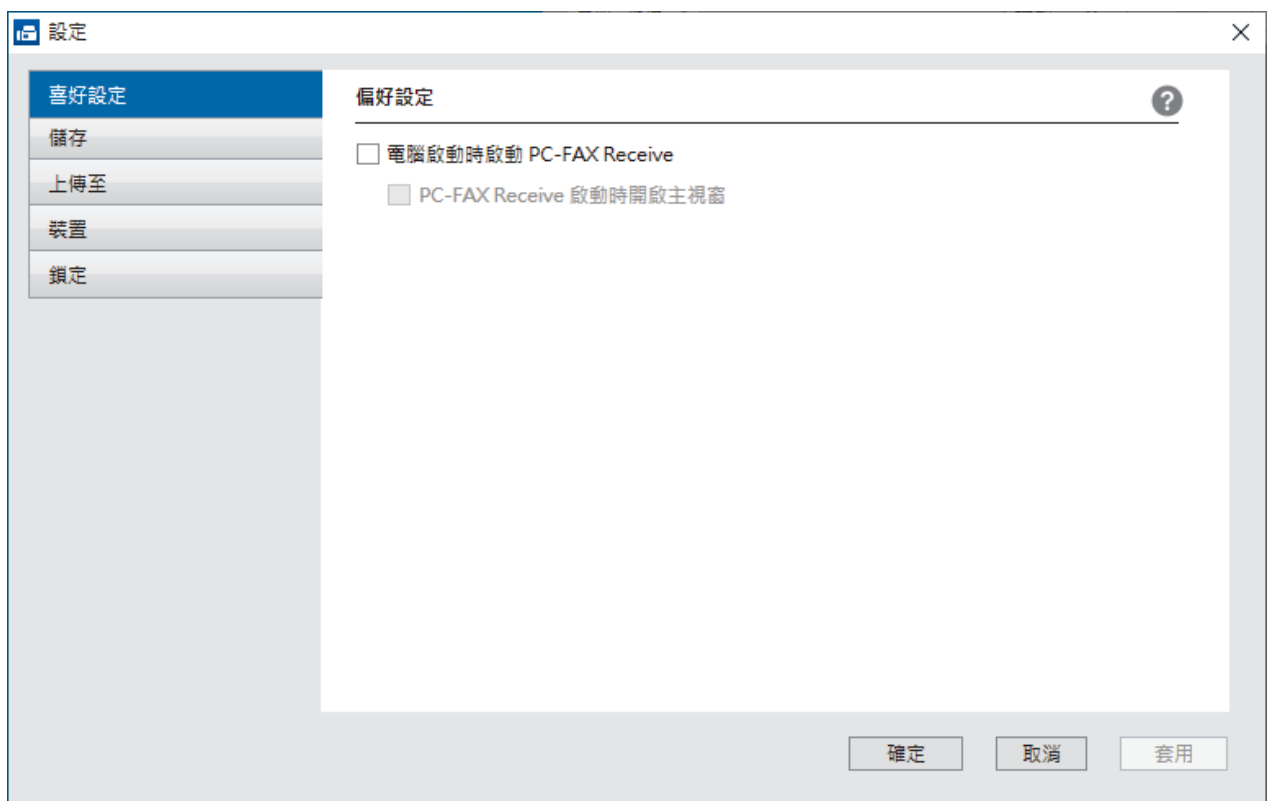 設定
喜好設定
儲存
上傳至
裝置
鎖定
偏好設定
?
電腦啟動時啟動 PC-FAX Receive
PC-FAX Receive 啟動時開啟主視窗
確定
取消
套用